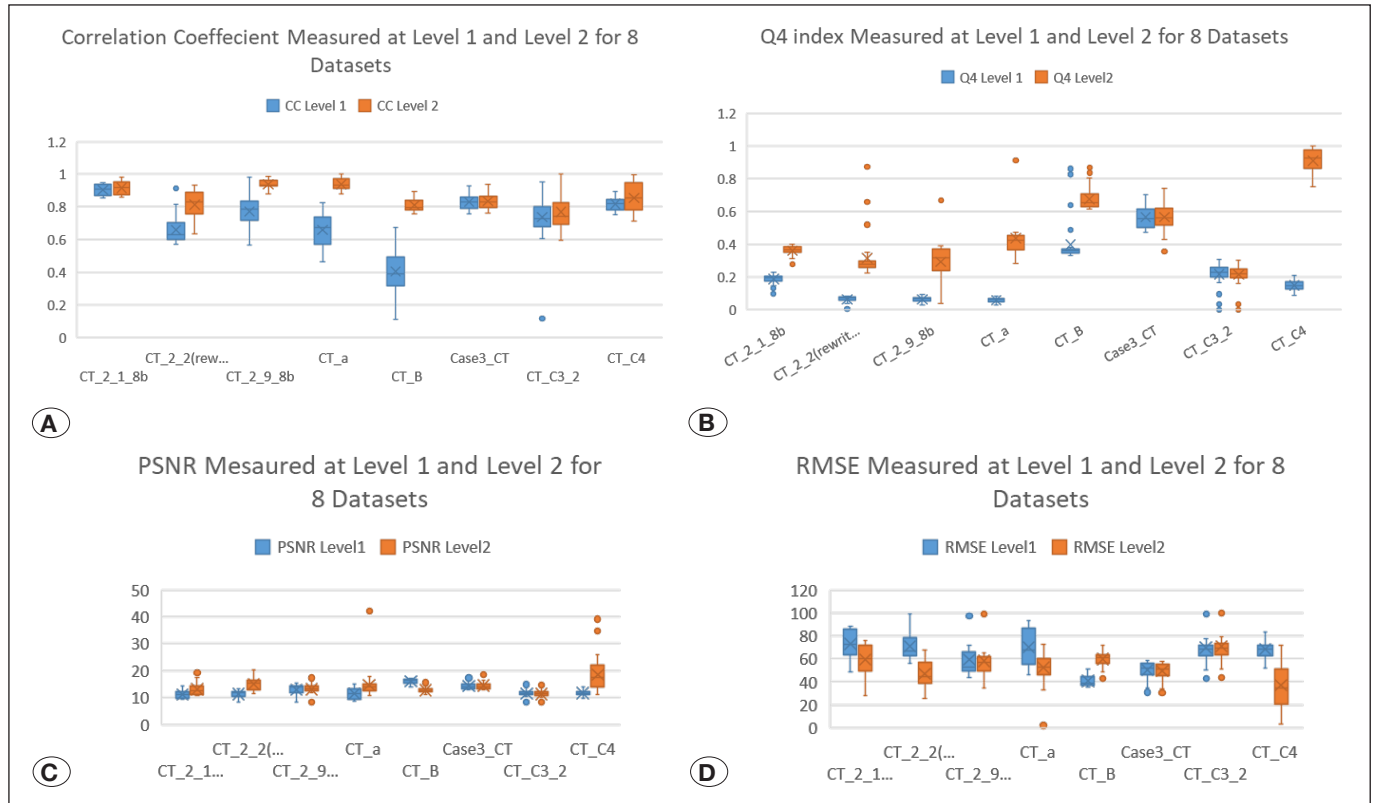 Correlation Coeffecient Measured at Level 1 and Level 2 for 8
Datasets
CC Level 1 CC Level 2
1.2
1
0.8
0.6
0.4
0.2
0
CT_2_2(rew... CT_a Case3_CT CT_C4
CT_2_1_8b CT_2_9_8b CT_B CT_C3_2
A
Q4 index Measured at Level 1 and Level 2 for 8 Datasets
Q4 Level 1 Q4 Level2
1.2
1
0.8
0.6
0.4
0.2
0
CT_2_1_8b
CT_2_2(rewrit...
CT_2_9_8b
CT_a
CT_B
Case3_CT
CT_C3_2
CT_C4
B
PSNR Mesaured at Level 1 and Level 2 for
8 Datasets
PSNR Level1 PSNR Level2
50
40
30
20
10
0
CT_2_2(... CT_a Case3_CT CT_C4
CT_2_1... CT_2_9... CT_B CT_C3_2
C
RMSE Measured at Level 1 and Level 2 for 8
Datasets
RMSE Level1 RMSE Level2
120
100
80
60
40
20
0
CT_2_2(... CT_a Case3_CT CT_C4
CT_2_1... CT_2_9... CT_B CT_C3_2
D